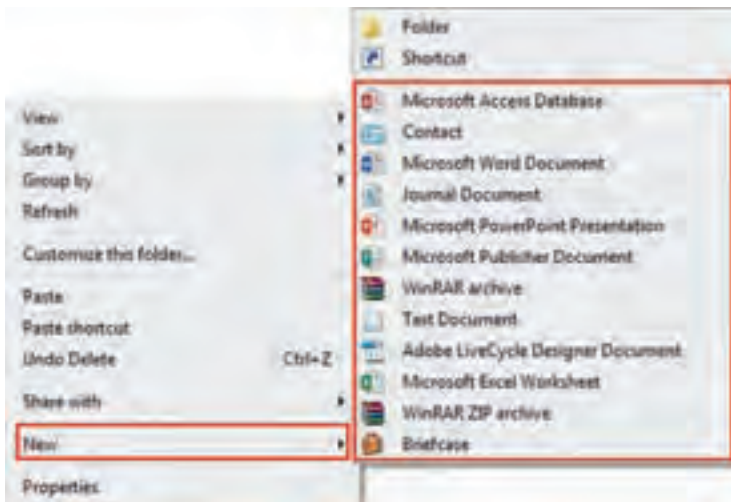 View
Sort by
Group by
Refresh
Customize this folder...
Paste
Paste shortcut
Undo Delete Ctrl+Z
Share with
New
Properties
Folder
Shortcut
Microsoft Access Database
Contact
Microsoft Word Document
Journal Document
Microsoft PowerPoint Presentation
Microsoft Publisher Document
WinRAR archive
Text Document
Adobe LiveCycle Designer Document
Microsoft Excel Worksheet
WinRAR ZIP archive
Briefcase